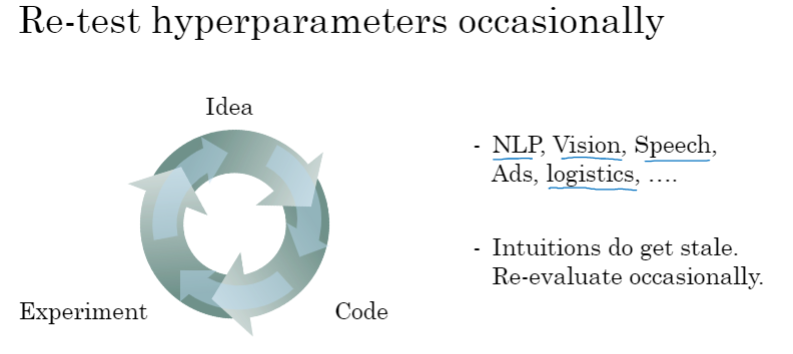 Re-test hyperparameters occasionally
Idea
Experiment
Code
- NLP, Vision, Speech,
Ads, logistics, ....
- Intuitions do get stale.
Re-evaluate occasionally.